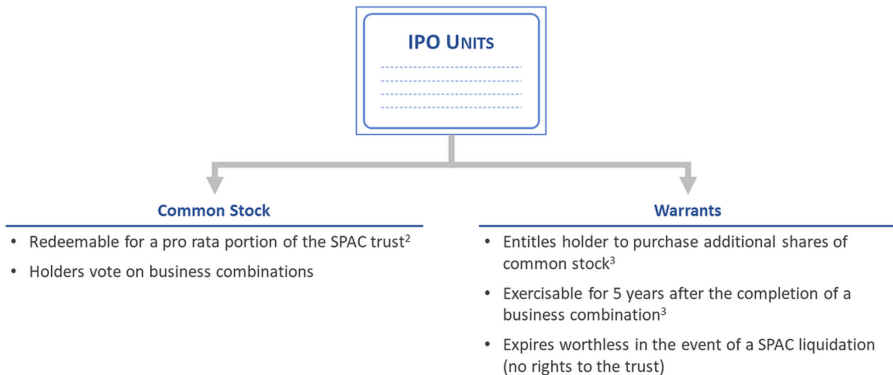 IPO UNITS
Common Stock
• Redeemable for a pro rata portion of the SPAC trust²
• Holders vote on business combinations
Warrants
• Entitles holder to purchase additional shares of
common stock³
• Exercisable for 5 years after the completion of a
business combination³
• Expires worthless in the event of a SPAC liquidation
(no rights to the trust)